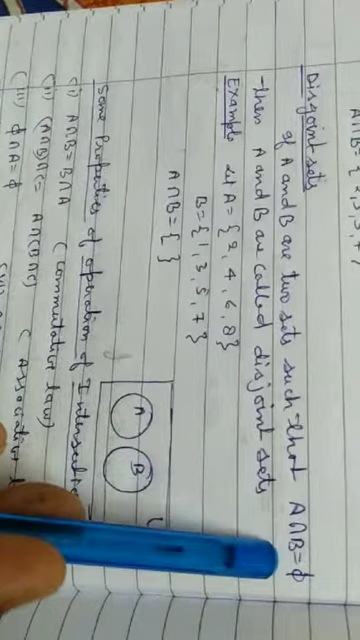 A∩B = { 2, 3, 5, 7 }
Disjoint sets
If A and B are two sets such that A∩B = ϕ
then A and B are called disjoint sets
Example let A = {2, 4, 6, 8}
B = {1, 3, 5, 7}
A∩B = { }
A
B
U
Some Properties of operation of Intersection
(i) A∩B = B∩A (commutative law)
(ii) (A∩B)∩C = A∩(B∩C) (Associative
(iii) ϕ∩A = ϕ